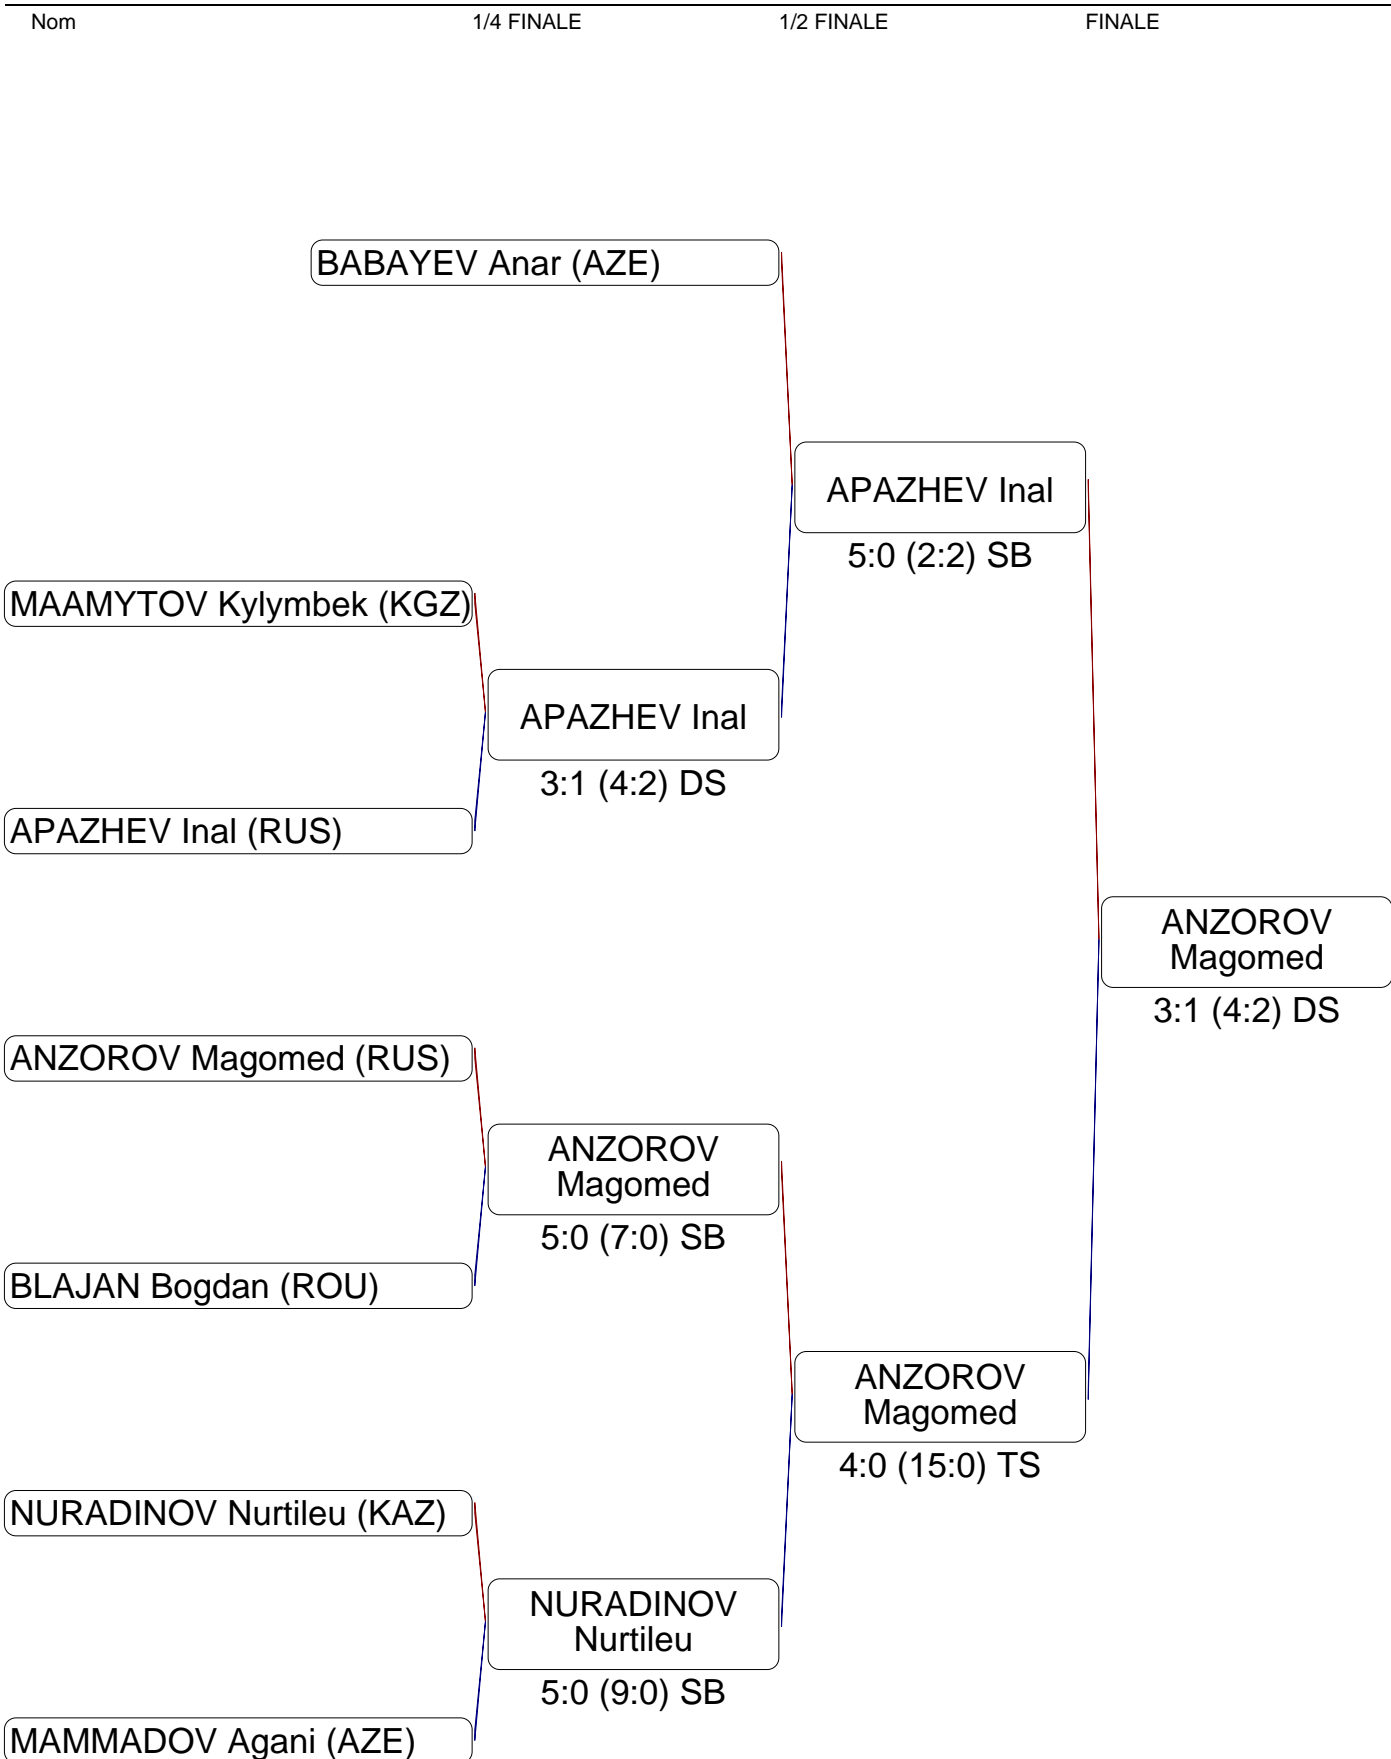 Nom 1/4 FINALE 1/2 FINALE FINALE
BABAYEV Anar (AZE)
APAZHEV Inal
5:0 (2:2) SB
MAAMYTOV Kylymbek (KGZ)
APAZHEV Inal
3:1 (4:2) DS
APAZHEV Inal (RUS)
ANZOROV
Magomed
3:1 (4:2) DS
ANZOROV Magomed (RUS)
ANZOROV
Magomed
5:0 (7:0) SB
BLAJAN Bogdan (ROU)
ANZOROV
Magomed
4:0 (15:0) TS
NURADINOV Nurtileu (KAZ)
NURADINOV
Nurtileu
5:0 (9:0) SB
MAMMADOV Agani (AZE)